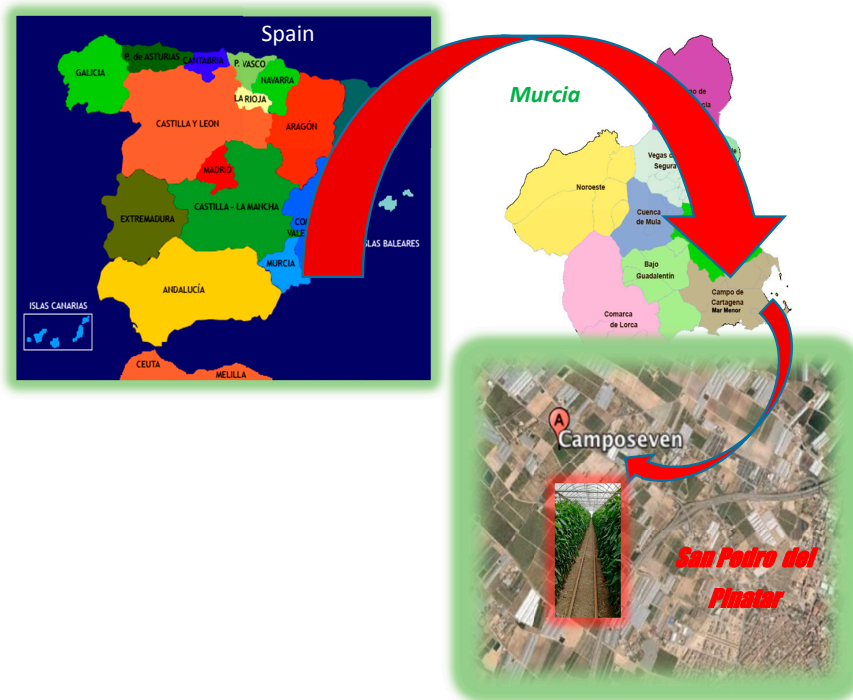 Spain
P. de ASTURIAS
CANTABRIA
P. VASCO
GALICIA
NAVARRA
LA RIOJA
CASTILLA Y LEON
ARAGÓN
MADRID
CASTILLA - LA MANCHA
EXTREMADURA
MURCIA
ANDALUCÍA
ISLAS CANARIAS
CEUTA
MELILLA
BALEARES
Murcia
Vegas
Segura
Noroeste
Cuenca
de Mula
Bajo
Guadalentín
Campo de
Cartagena
Mar Menor
Comarca
de Lorca
A
Camposeven
San Pedro del
Pinatar